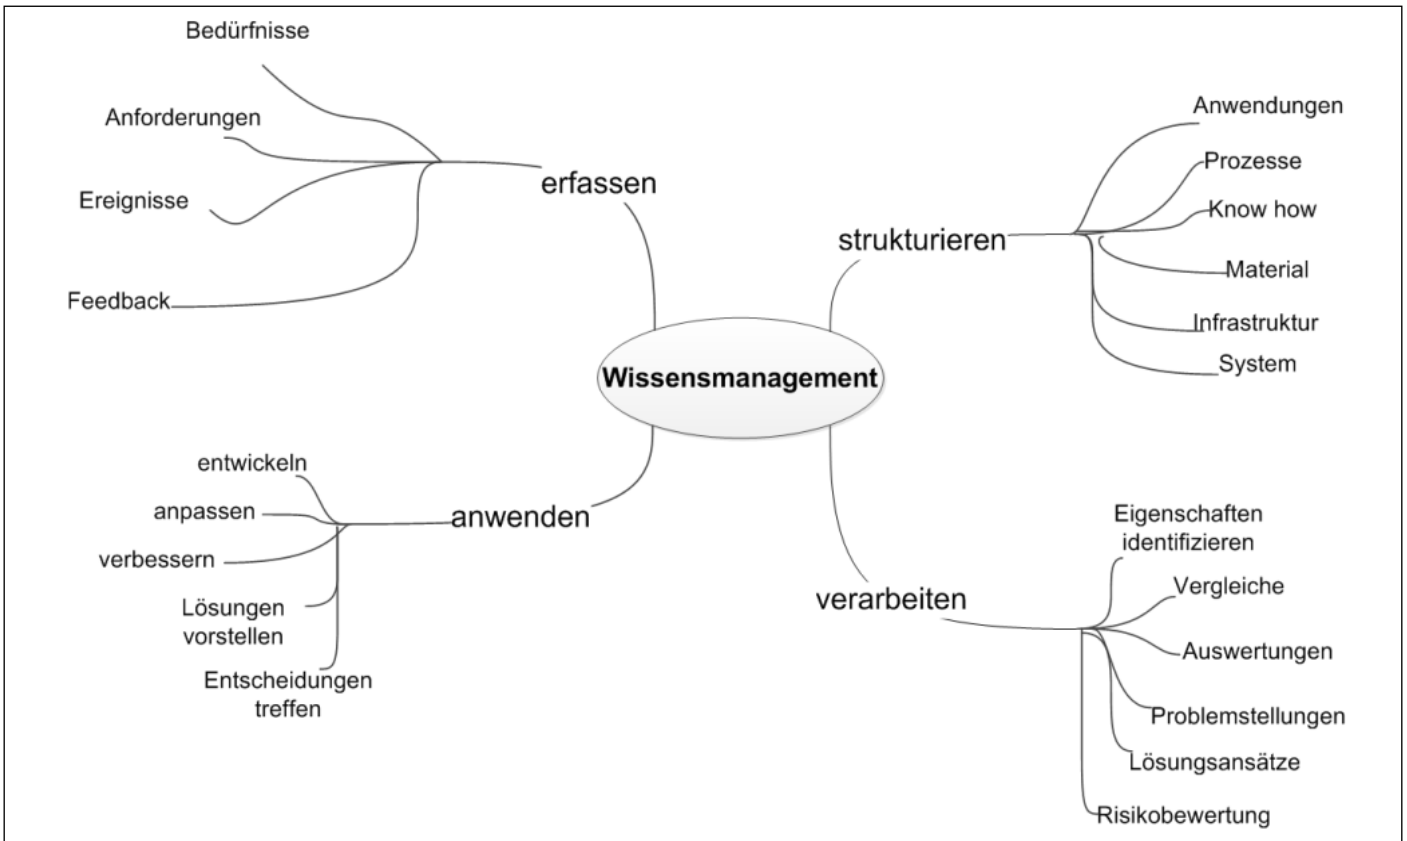 Bedürfnisse
Anforderungen
Ereignisse
Feedback
erfassen
Anwendungen
Prozesse
Know how
Material
Infrastruktur
System
strukturieren
Wissensmanagement
entwickeln
anpassen
verbessern
Lösungen
vorstellen
Entscheidungen
treffen
anwenden
verarbeiten
Eigenschaften
identifizieren
Vergleiche
Auswertungen
Problemstellungen
Lösungsansätze
Risikobewertung